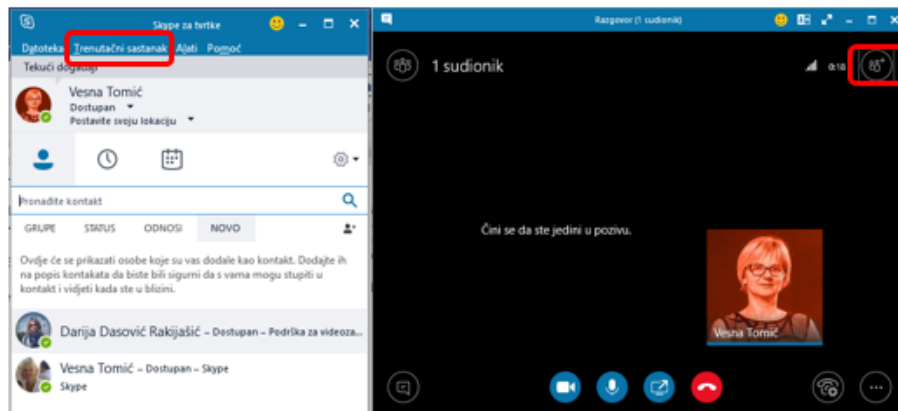 Skype za tvrtke
Datoteka Trenutačni sastanak Alati Pomoć
Tekući događaji
Vesna Tomić
Dostupan
Postavite svoju lokaciju
Pronađite kontakt
GRUPE STATUS ODNOSI NOVO
Ovdje će se prikazati osobe koje su vas dodale kao kontakt. Dodajte ih
na popis kontakata da biste bili sigurni da s vama mogu stupiti u
kontakt i vidjeti kada ste u blizini.
Darija Dasović Rakijašić – Dostupan – Podrška za videoza...
Vesna Tomić – Dostupan – Skype
Skype
Razgovor (1 sudionik)
1 sudionik
0:18
Čini se da ste jedini u pozivu.
Vesna Tomić